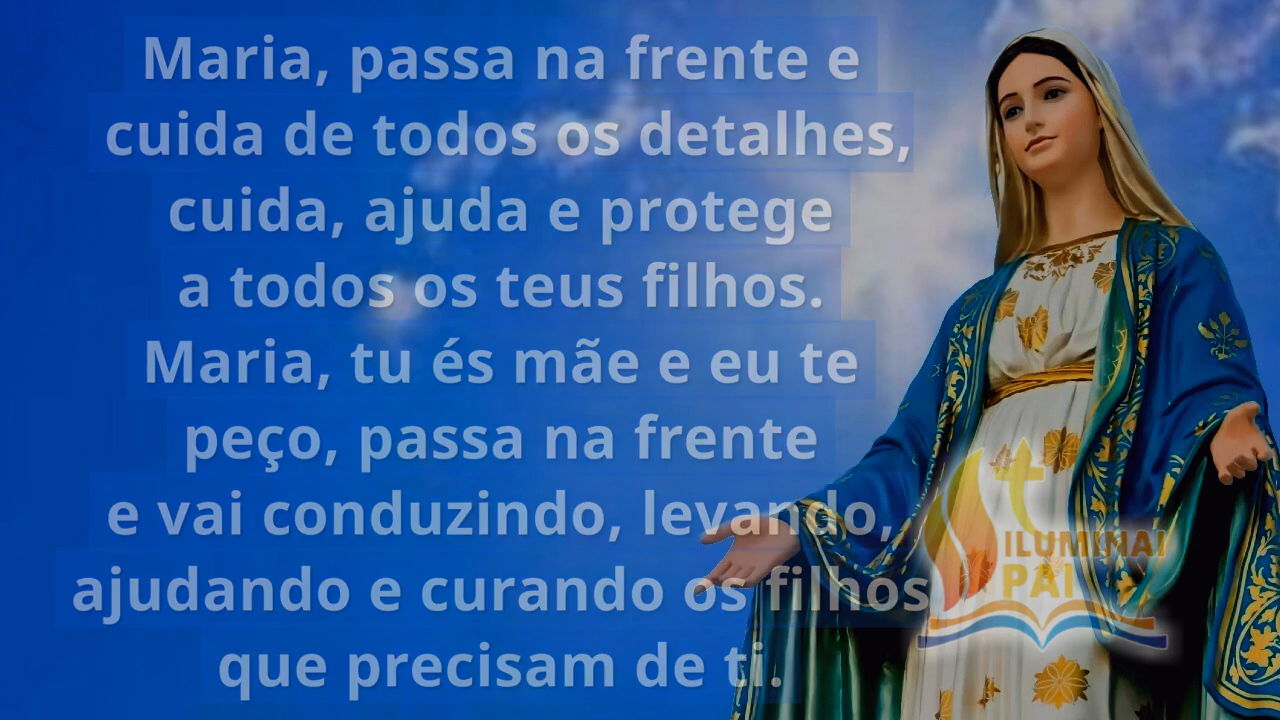 Maria, passa na frente e
cuida de todos os detalhes,
cuida, ajuda e protege
a todos os teus filhos.
Maria, tu és mãe e eu te
peço, passa na frente
e vai conduzindo, levando,
ajudando e curando os filhos
que precisam de ti.
ILUMINAI
PAI